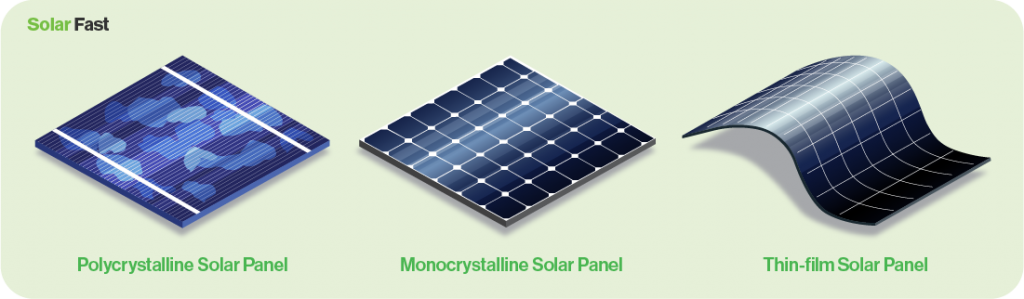 Solar Fast
Polycrystalline Solar Panel
Monocrystalline Solar Panel
Thin-film Solar Panel